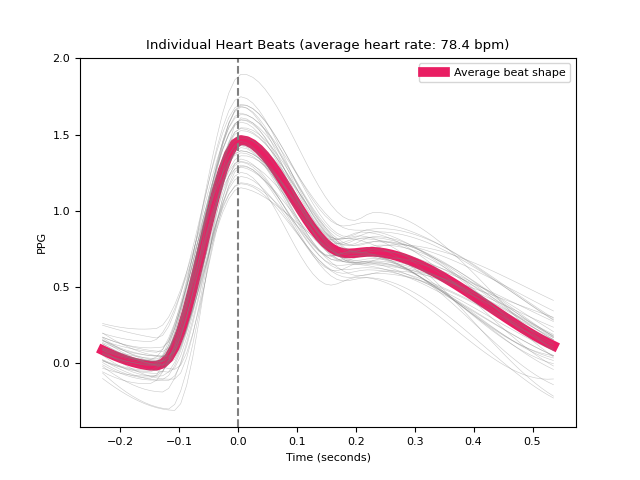 Individual Heart Beats (average heart rate: 78.4 bpm)
Average beat shape
2.0
1.5
1.0
0.5
0.0
PPG
−0.2 −0.1 0.0 0.1 0.2 0.3 0.4 0.5
Time (seconds)